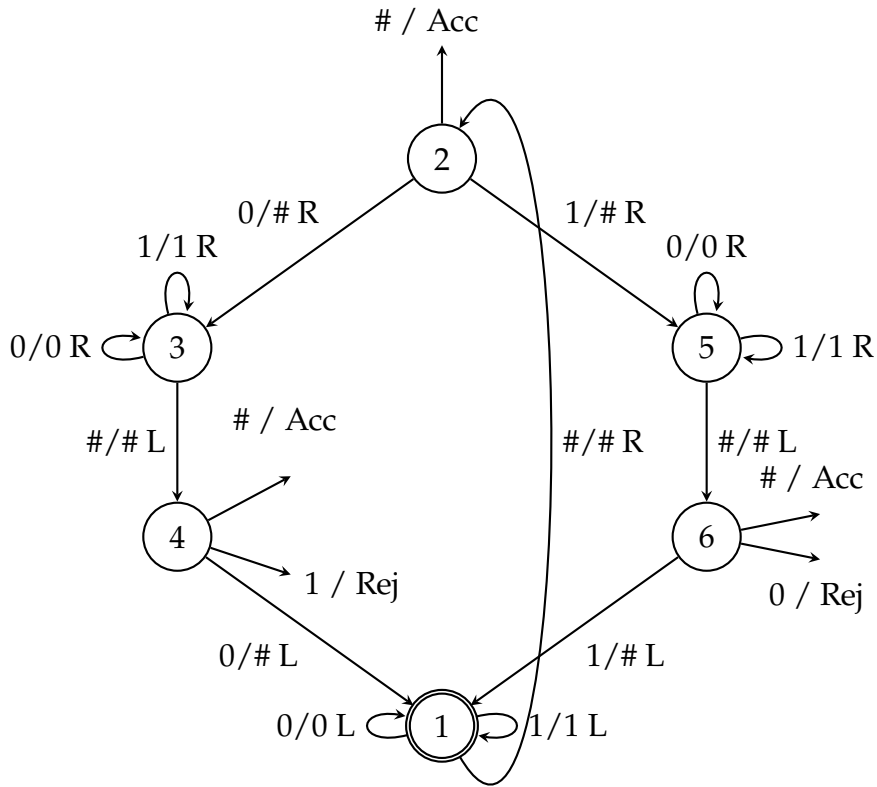 # / Acc
2
0/# R
1/# R
1/1 R
0/0 R
0/0 R
3
5
1/1 R
# / Acc
#/# L
#/# R
#/# L
# / Acc
4
6
1 / Rej
0 / Rej
0/# L
1/# L
0/0 L
1
1/1 L